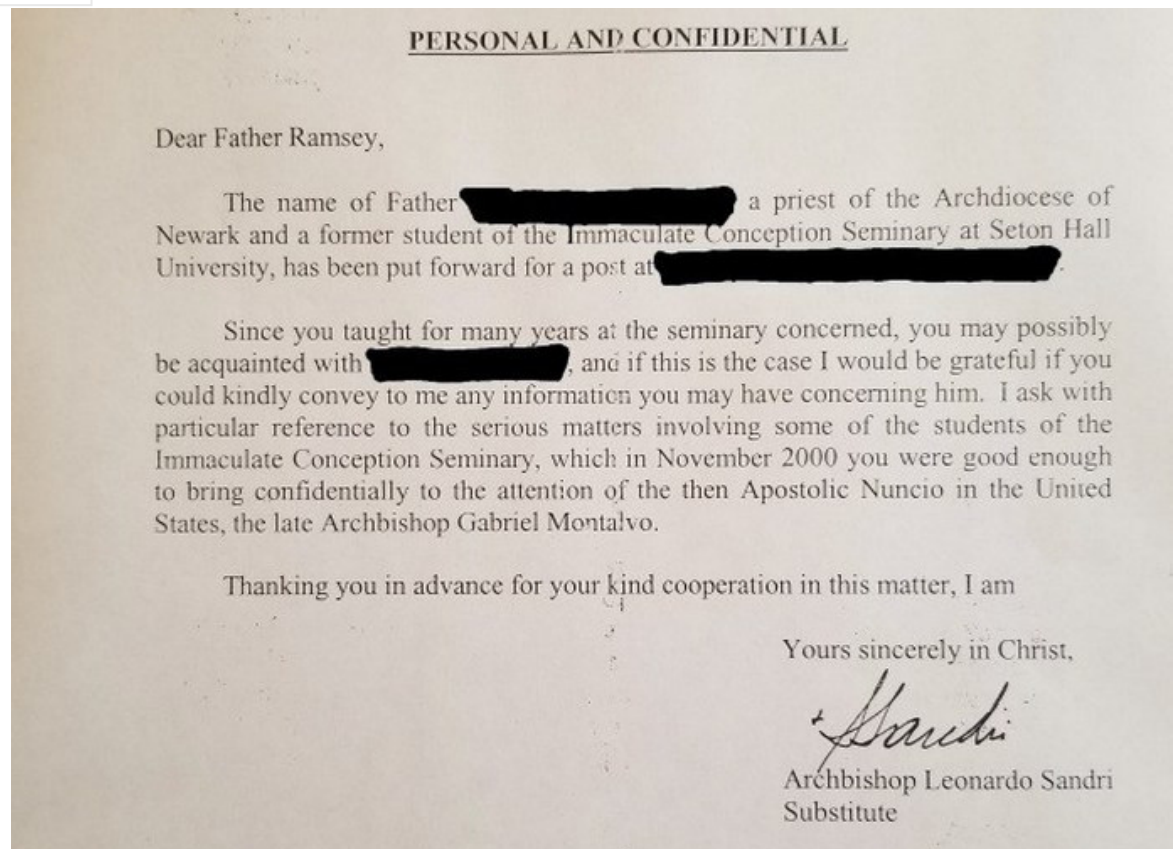 PERSONAL AND CONFIDENTIAL
Dear Father Ramsey,
The name of Father a priest of the Archdiocese of
Newark and a former student of the Immaculate Conception Seminary at Seton Hall
University, has been put forward for a post at .
Since you taught for many years at the seminary concerned, you may possibly
be acquainted with , and if this is the case I would be grateful if you
could kindly convey to me any information you may have concerning him. I ask with
particular reference to the serious matters involving some of the students of the
Immaculate Conception Seminary, which in November 2000 you were good enough
to bring confidentially to the attention of the then Apostolic Nuncio in the United
States, the late Archbishop Gabriel Montalvo.
Thanking you in advance for your kind cooperation in this matter, I am
Yours sincerely in Christ,
+ LSandri
Archbishop Leonardo Sandri
Substitute